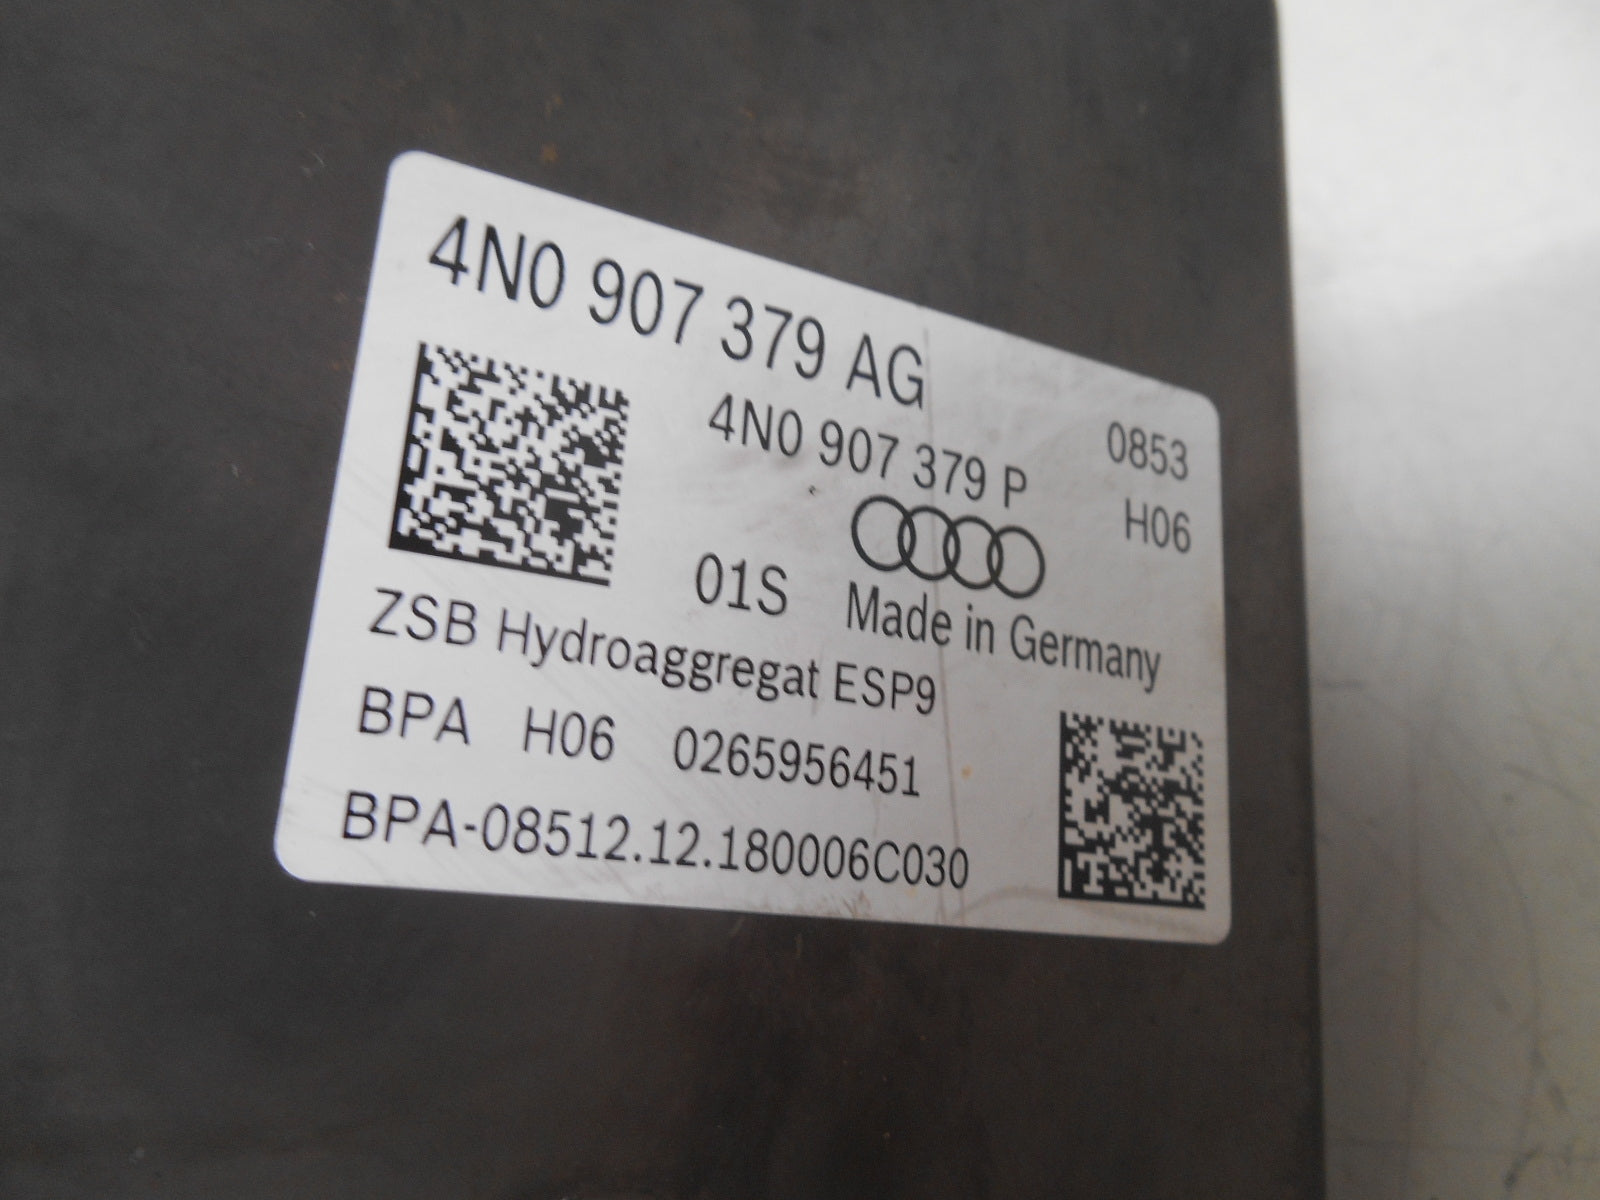 4N0 907 379 AG
4N0 907 379 P
0853
H06
01S
Made in Germany
ZSB Hydroaggregat ESP9
BPA H06 0265956451
BPA-08512.12.180006C030